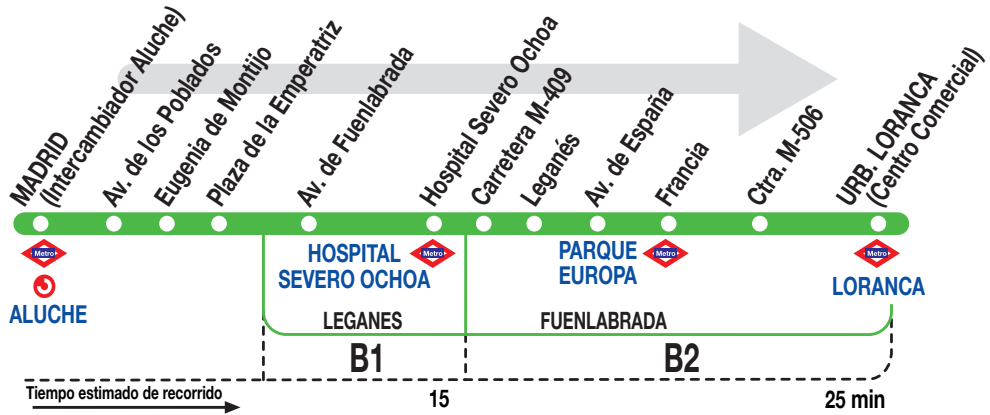 MADRID
(Intercambiador Aluche)
Av. de los Poblados
Eugenia de Montijo
Plaza de la Emperatriz
Av. de Fuenlabrada
Hospital Severo Ochoa
Carretera M-409
Leganés
Av. de España
Francia
Ctra. M-506
URB. LORANCA
(Centro Comercial)
Metro
ALUCHE
HOSPITAL
SEVERO OCHOA
Metro
PARQUE
EUROPA
Metro
Metro
LORANCA
LEGANES
FUENLABRADA
B1
B2
Tiempo estimado de recorrido
15
25 min